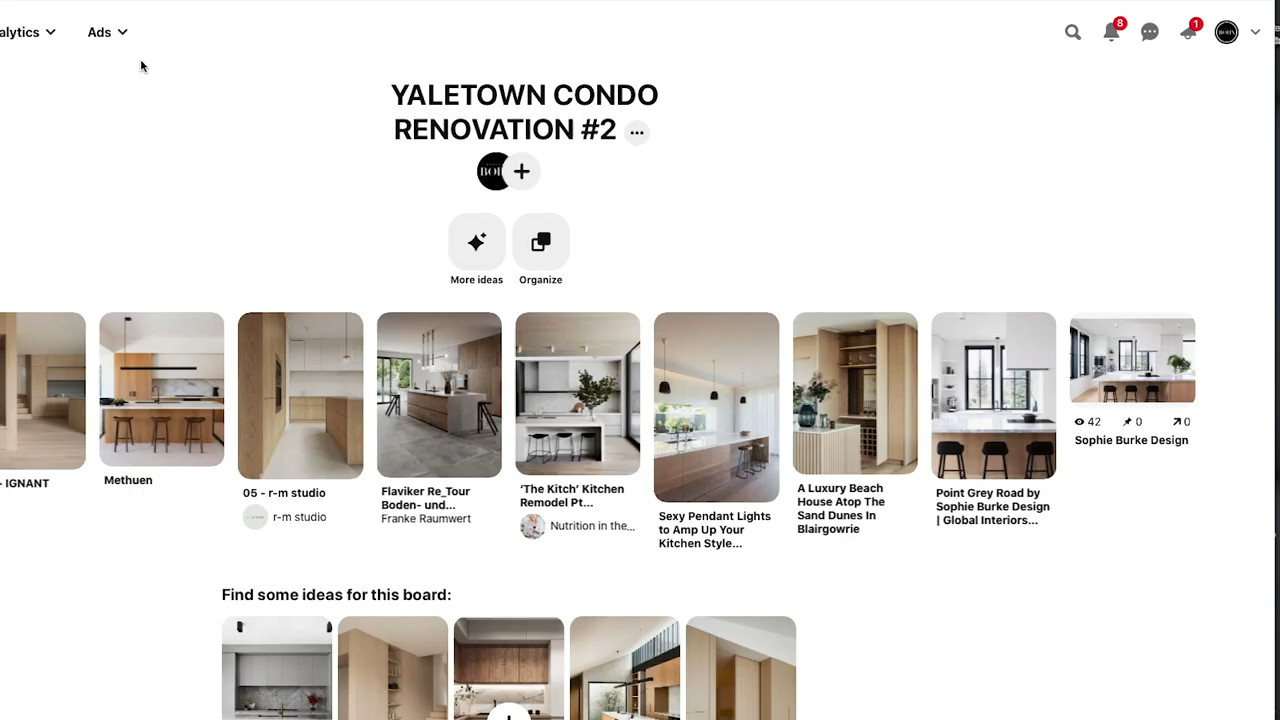 alytics
Ads
8
1
YALETOWN CONDO
RENOVATION #2
More ideas
Organize
- IGNANT
Methuen
05 - r-m studio
r-m studio
Flaviker Re_Tour
Boden- und...
Franke Raumwert
‘The Kitch’ Kitchen
Remodel Pt...
Nutrition in the...
Sexy Pendant Lights
to Amp Up Your
Kitchen Style...
A Luxury Beach
House Atop The
Sand Dunes In
Blairgowrie
Point Grey Road by
Sophie Burke Design
| Global Interiors...
42
0
0
Sophie Burke Design
Find some ideas for this board: